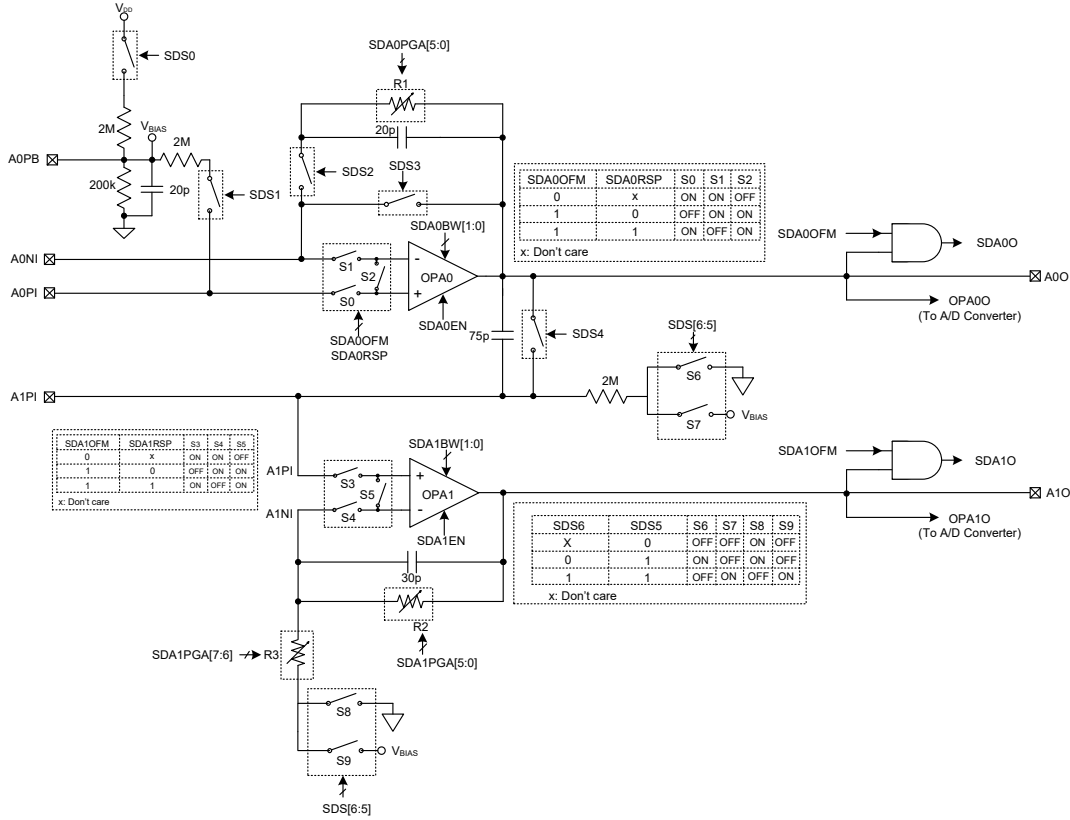 VDD
SDS0
2M
VBIAS
2M
A0PB
200k
20p
SDS1
SDA0PGA[5:0]
R1
20p
SDS2
SDS3
A0NI
A0PI
S1
S2
S0
SDA0OFM
SDA0RSP
SDA0BW[1:0]
-
OPA0
+
SDA0EN
SDA0OFM SDA0RSP S0 S1 S2
0 x ON ON OFF
1 0 OFF ON ON
1 1 ON OFF ON
x: Don't care
SDA0OFM
SDA0O
A0O
OPA0O
(To A/D Converter)
75p
SDS4
SDS[6:5]
S6
S7
VBIAS
2M
A1PI
SDA1OFM SDA1RSP S3 S4 S5
0 x ON ON OFF
1 0 OFF ON ON
1 1 ON OFF ON
x: Don't care
A1PI
A1NI
S3
S5
S4
SDA1BW[1:0]
+
OPA1
-
SDA1EN
SDA1OFM
SDA1O
A1O
OPA1O
(To A/D Converter)
SDS6 SDS5 S6 S7 S8 S9
X 0 OFF OFF ON OFF
0 1 ON OFF ON OFF
1 1 OFF ON OFF ON
x: Don't care
30p
R2
SDA1PGA[5:0]
SDA1PGA[7:6]
R3
S8
S9
VBIAS
SDS[6:5]